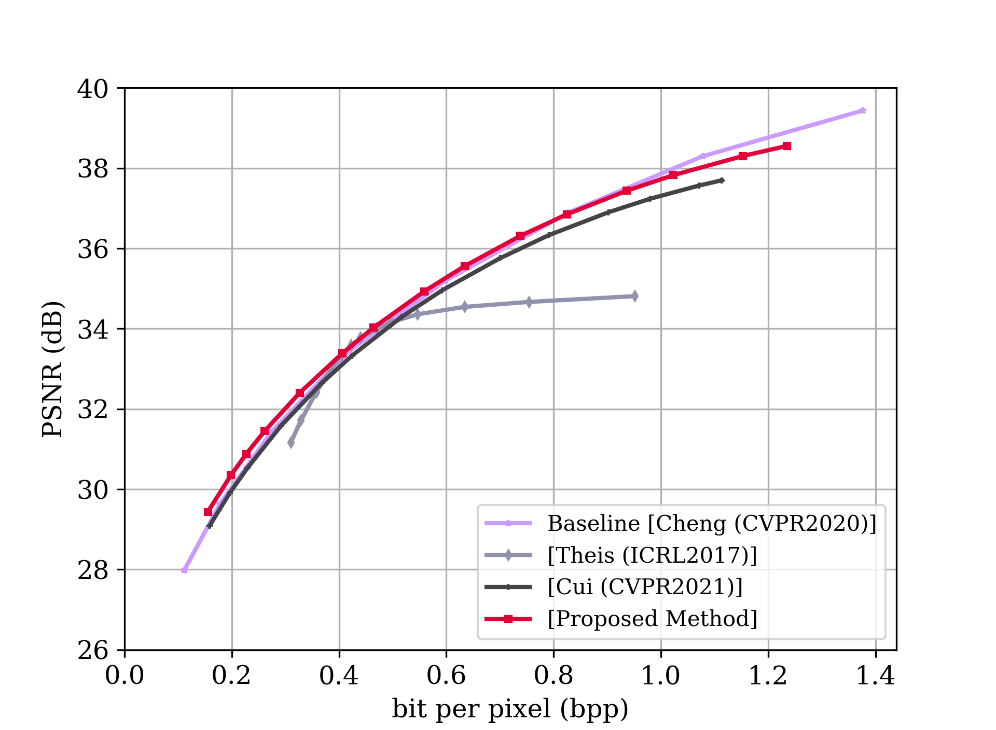 40
38
36
34
32
30
28
26
PSNR (dB)
0.0 0.2 0.4 0.6 0.8 1.0 1.2 1.4
bit per pixel (bpp)
Baseline [Cheng (CVPR2020)]
[Theis (ICRL2017)]
[Cui (CVPR2021)]
[Proposed Method]